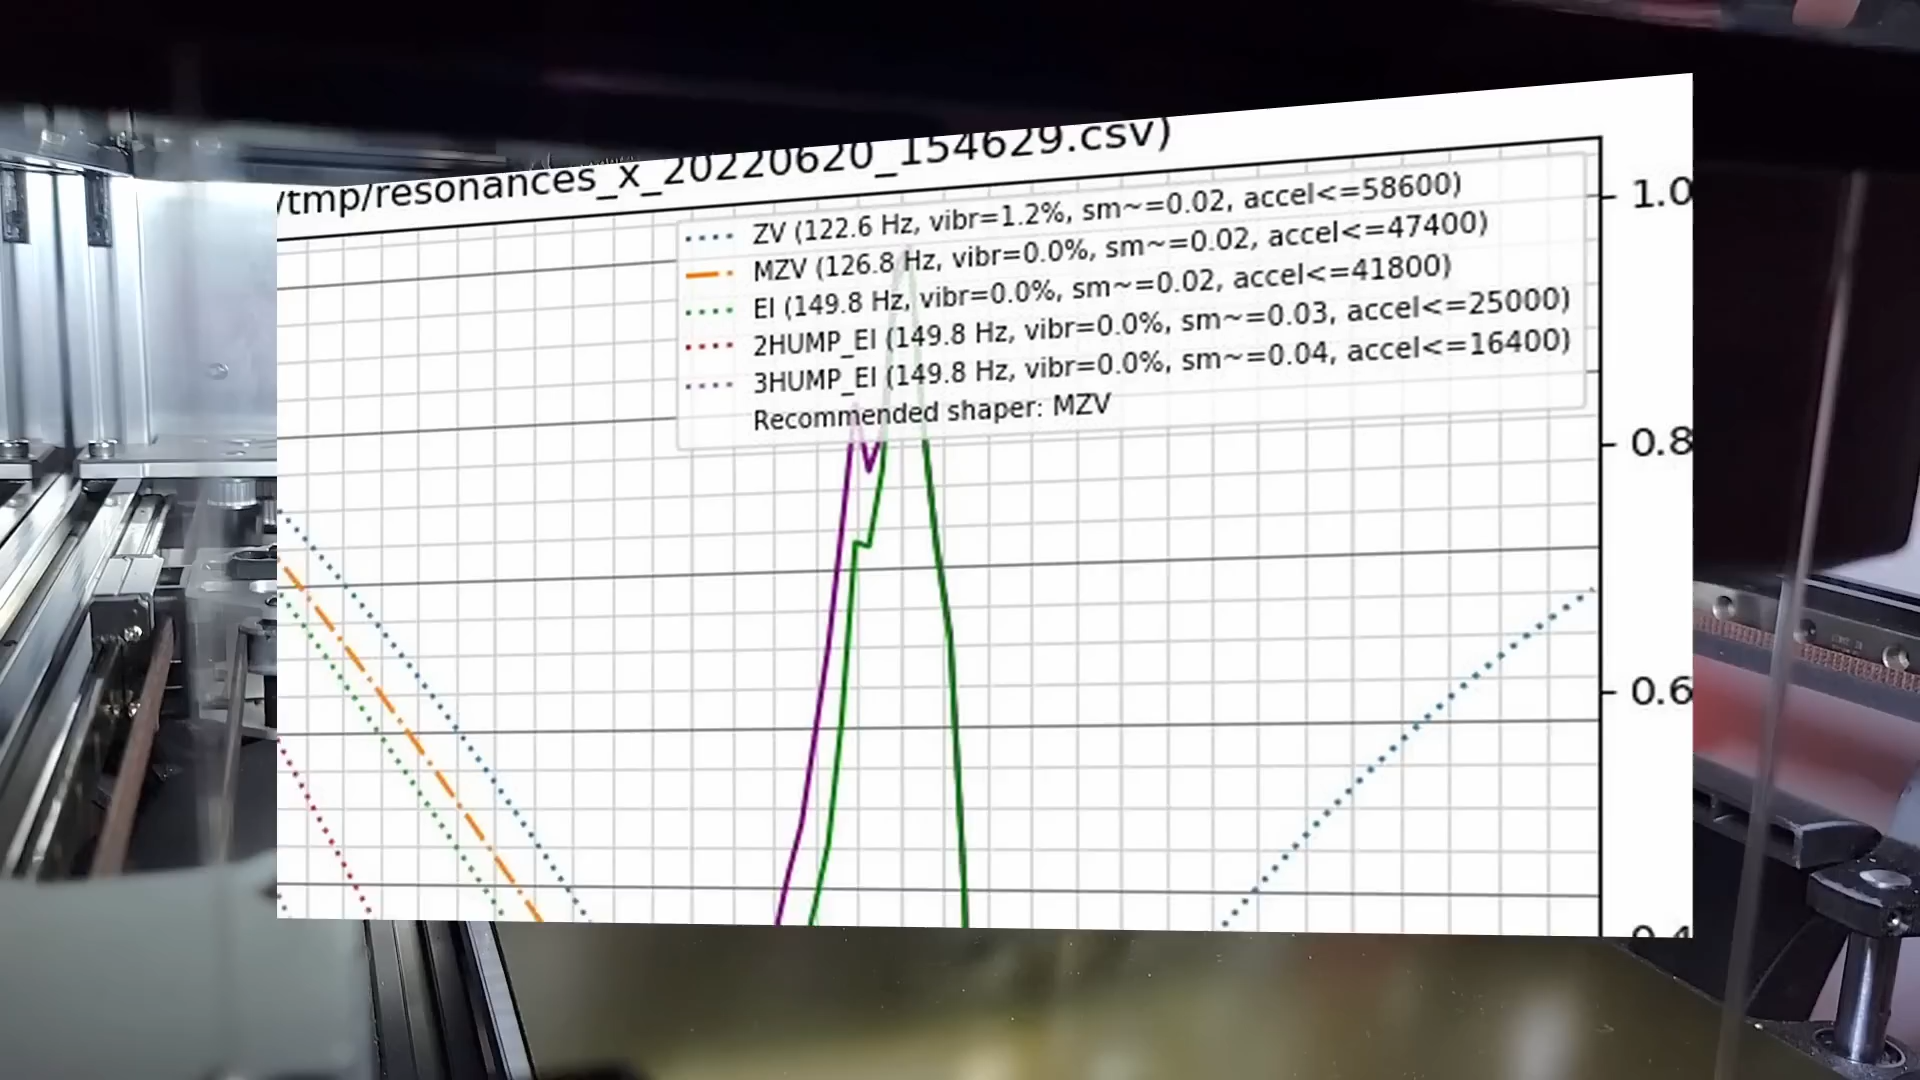 /tmp/resonances_x_20220620_154629.csv)
ZV (122.6 Hz, vibr=1.2%, sm~=0.02, accel<=58600)
MZV (126.8 Hz, vibr=0.0%, sm~=0.02, accel<=47400)
EI (149.8 Hz, vibr=0.0%, sm~=0.02, accel<=41800)
2HUMP_EI (149.8 Hz, vibr=0.0%, sm~=0.03, accel<=25000)
3HUMP_EI (149.8 Hz, vibr=0.0%, sm~=0.04, accel<=16400)
Recommended shaper: MZV
1.0
0.8
0.6